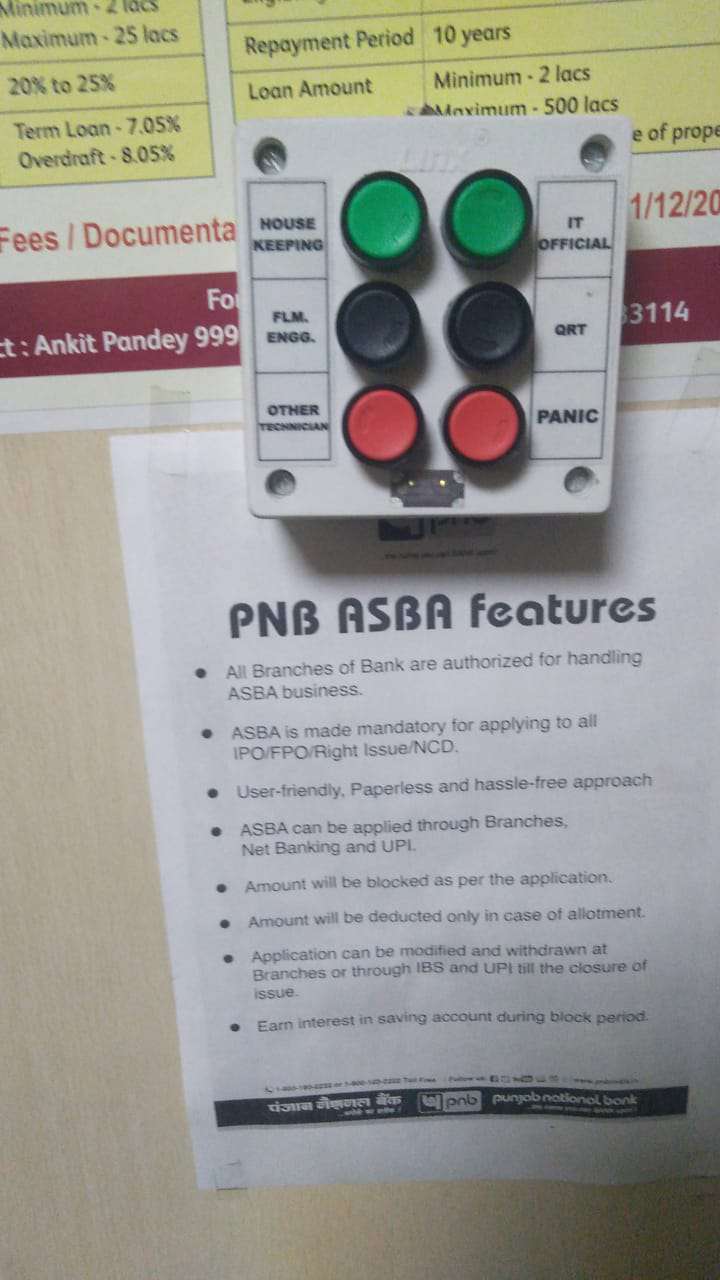 Minimum - 2 lacs
Maximum - 25 lacs
20% to 25%
Term Loan - 7.05%
Overdraft - 8.05%
Repayment Period 10 years
Loan Amount Minimum - 2 lacs
Maximum - 500 lacs
e of prope
Fees / Documenta
1/12/20
Fo
ct : Ankit Pandey 999
33114
HOUSE
KEEPING
IT
OFFICIAL
FLM.
ENGG.
QRT
OTHER
TECHNICIAN
PANIC
PNB ASBA features
• All Branches of Bank are authorized for handling
ASBA business.
• ASBA is made mandatory for applying to all
IPO/FPO/Right Issue/NCD.
• User-friendly, Paperless and hassle-free approach
• ASBA can be applied through Branches,
Net Banking and UPI.
• Amount will be blocked as per the application.
• Amount will be deducted only in case of allotment.
• Application can be modified and withdrawn at
Branches or through IBS and UPI till the closure of
issue.
• Earn interest in saving account during block period.
Toll Free Follow us:
पंजाब नैशनल बैंक pnb punjab national bank